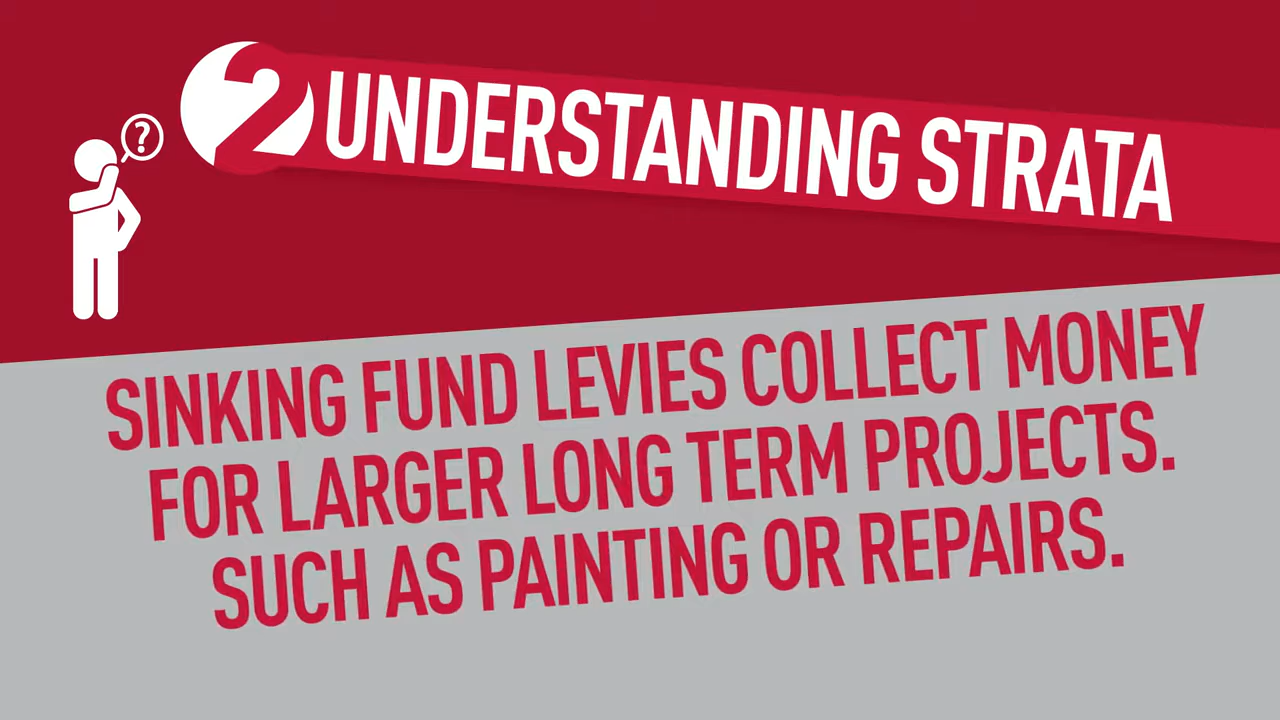 2 UNDERSTANDING STRATA
?
SINKING FUND LEVIES COLLECT MONEY
FOR LARGER LONG TERM PROJECTS.
SUCH AS PAINTING OR REPAIRS.